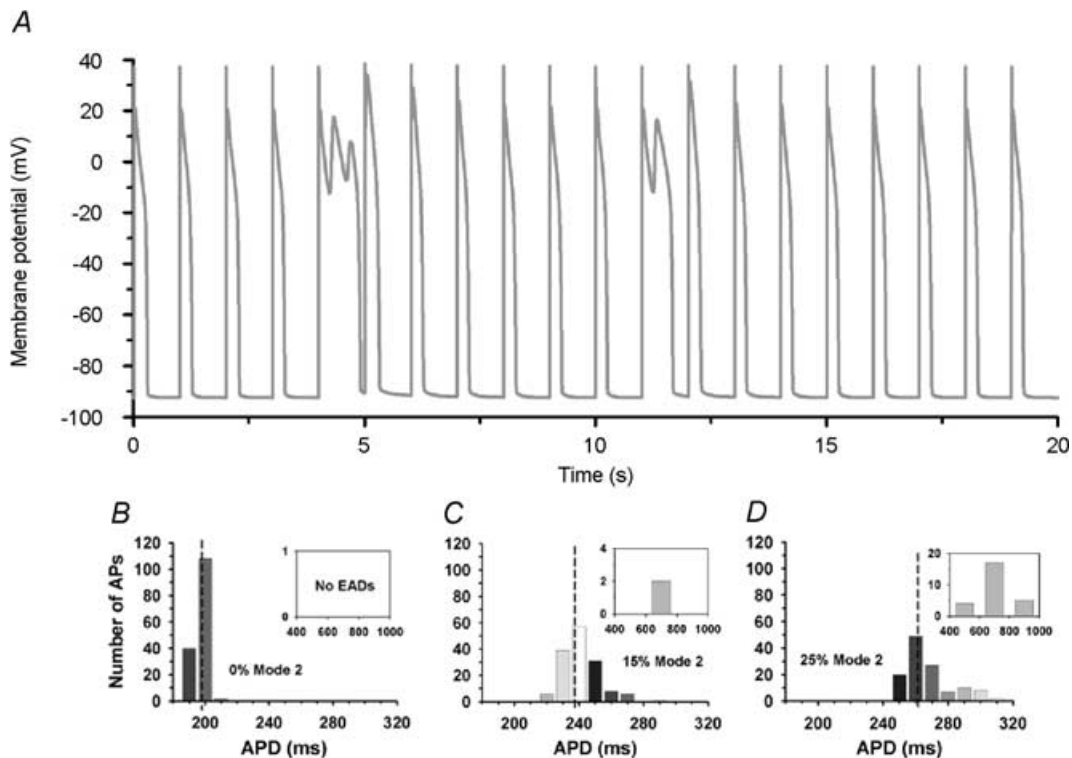 A
Membrane potential (mV)
40
20
0
-20
-40
-60
-80
-100
0 5 10 15 20
Time (s)
B
Number of APs
120
100
80
60
40
20
0
1
0
No EADs
400 600 800 1000
0% Mode 2
200 240 280 320
APD (ms)
C
120
100
80
60
40
20
0
4
2
0
400 600 800 1000
15% Mode 2
200 240 280 320
APD (ms)
D
120
100
80
60
40
20
0
20
10
0
400 600 800 1000
25% Mode 2
200 240 280 320
APD (ms)